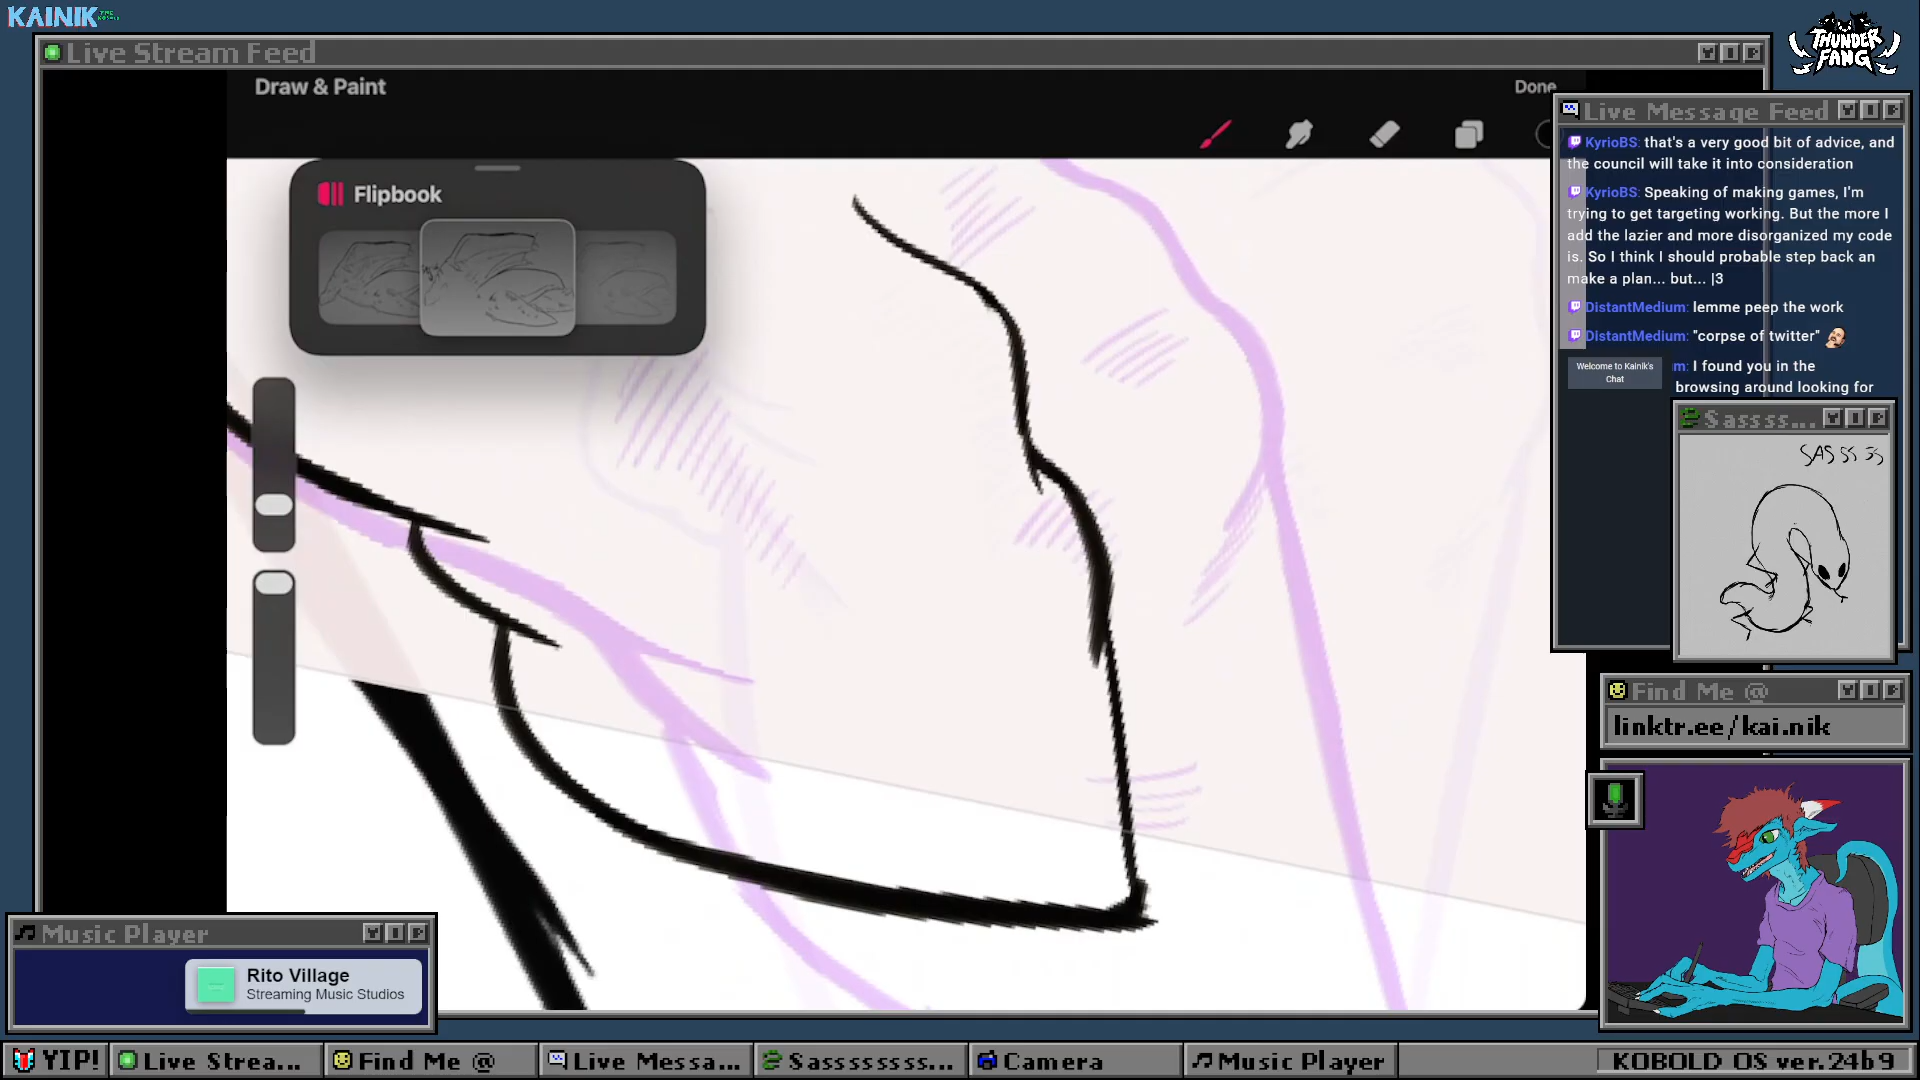 KAINIK
THE KOBOLD
THUNDER
FANG
Live Stream Feed
Y I P
Draw & Paint
Done
Flipbook
Live Message Feed
Y I P
KyrioBS: that's a very good bit of advice, and
the council will take it into consideration
KyrioBS: Speaking of making games, I'm
trying to get targeting working. But the more I
add the lazier and more disorganized my code
is. So I think I should probable step back an
make a plan... but... |3
DistantMedium: lemme peep the work
DistantMedium: "corpse of twitter"
m: I found you in the
browsing around looking for
Welcome to Kainik's
Chat
Sassss...
Y I P
SASSSSS
Find Me @
Y I P
linktr.ee/kai.nik
Music Player
Y I P
Rito Village
Streaming Music Studios
YIP!
Live Strea...
Find Me @
Live Messa...
Sasssssssss...
Camera
Music Player
KOBOLD OS ver.24b9